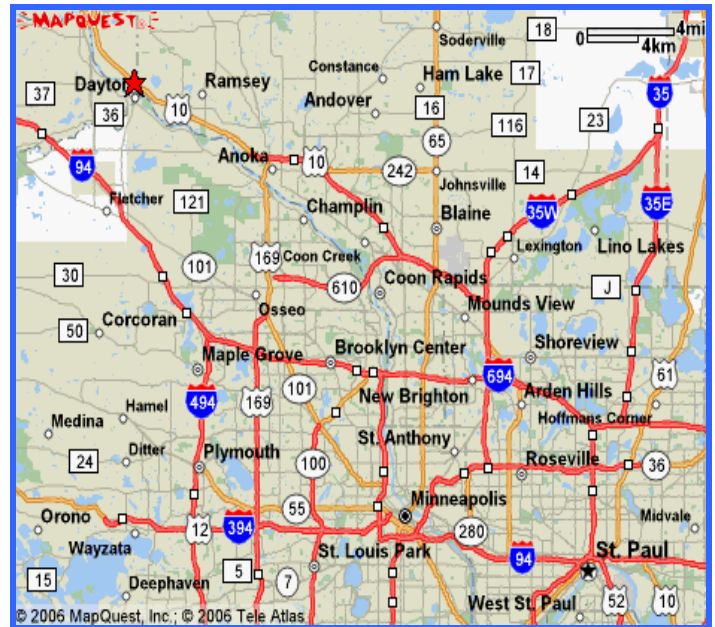 MAPQUEST
18
0 4mi
4km
Soderville
Constance
17
Dayton
Ramsey
Ham Lake
37
35
36
10
Andover
16
116
23
65
Anoka
10
242
94
Johnsville
14
Fletcher
121
Champlin
Blaine
35W
35E
Lexington
Lino Lakes
101
169
Coon Creek
30
610
Coon Rapids
J
Osseo
Mounds View
Corcoran
50
Shoreview
Maple Grove
Brooklyn Center
694
61
101
494
169
New Brighton
Arden Hills
Hamel
Hoffmans Corner
Medina
St. Anthony
Ditter
Plymouth
24
100
Roseville
36
Minneapolis
55
Orono
12
394
280
Midvale
Wayzata
St. Louis Park
94
St. Paul
15
5
7
Deephaven
West St. Paul
52
10
© 2006 MapQuest, Inc.; © 2006 Tele Atlas